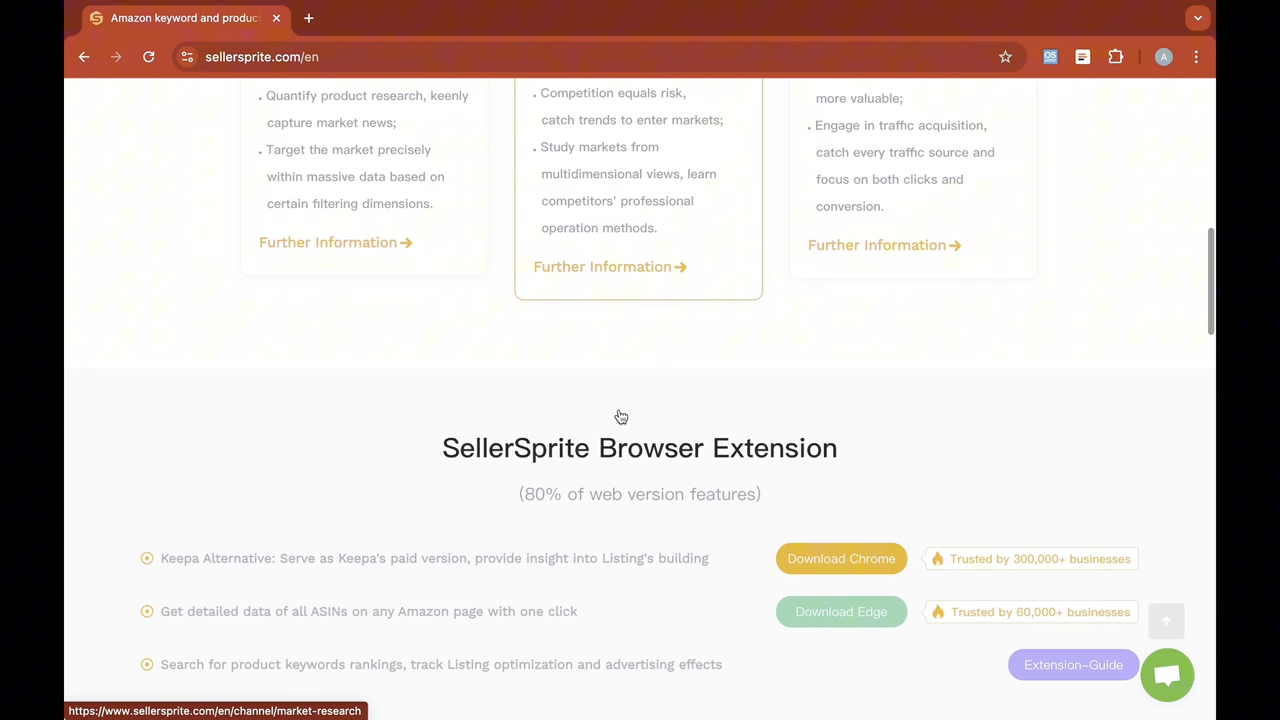 Amazon keyword and produc
sellersprite.com/en
QS
A
• Quantify product research, keenly
capture market news;
• Target the market precisely
within massive data based on
certain filtering dimensions.
Further Information →
• Competition equals risk,
catch trends to enter markets;
• Study markets from
multidimensional views, learn
competitors' professional
operation methods.
Further Information →
more valuable;
• Engage in traffic acquisition,
catch every traffic source and
focus on both clicks and
conversion.
Further Information →
SellerSprite Browser Extension
(80% of web version features)
Keepa Alternative: Serve as Keepa's paid version, provide insight into Listing's building
Download Chrome
Trusted by 300,000+ businesses
Get detailed data of all ASINs on any Amazon page with one click
Download Edge
Trusted by 60,000+ businesses
Search for product keywords rankings, track Listing optimization and advertising effects
Extension-Guide
https://www.sellersprite.com/en/channel/market-research